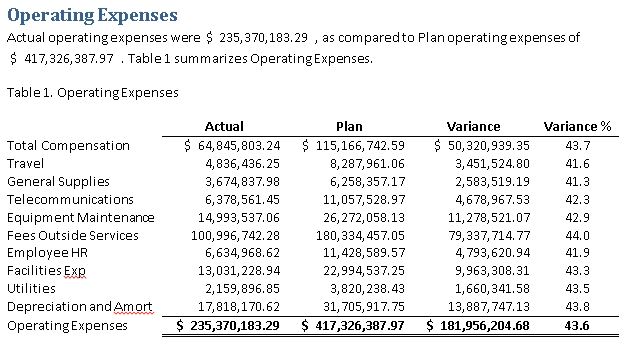 Operating Expenses
Actual operating expenses were $ 235,370,183.29 , as compared to Plan operating expenses of
$ 417,326,387.97 . Table 1 summarizes Operating Expenses.
Table 1. Operating Expenses
Actual Plan Variance Variance %
Total Compensation $ 64,845,803.24 $ 115,166,742.59 $ 50,320,939.35 43.7
Travel 4,836,436.25 8,287,961.06 3,451,524.80 41.6
General Supplies 3,674,837.98 6,258,357.17 2,583,519.19 41.3
Telecommunications 6,378,561.45 11,057,528.97 4,678,967.53 42.3
Equipment Maintenance 14,993,537.06 26,272,058.13 11,278,521.07 42.9
Fees Outside Services 100,996,742.28 180,334,457.05 79,337,714.77 44.0
Employee HR 6,634,968.62 11,428,589.57 4,793,620.94 41.9
Facilities Exp 13,031,228.94 22,994,537.25 9,963,308.31 43.3
Utilities 2,159,896.85 3,820,238.43 1,660,341.58 43.5
Depreciation and Amort 17,818,170.62 31,705,917.75 13,887,747.13 43.8
Operating Expenses $ 235,370,183.29 $ 417,326,387.97 $ 181,956,204.68 43.6